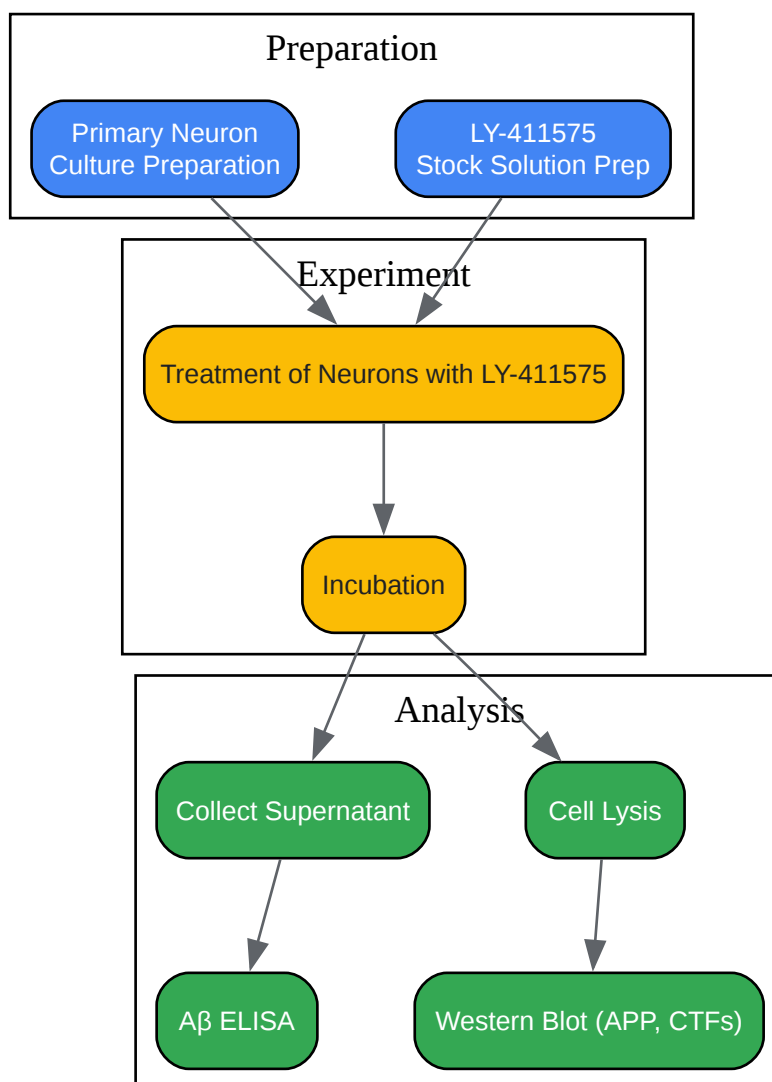 Preparation
Primary Neuron
Culture Preparation
LY-411575
Stock Solution Prep
Experiment
Treatment of Neurons with LY-411575
Incubation
Analysis
Collect Supernatant
Cell Lysis
Aβ ELISA
Western Blot (APP, CTFs)